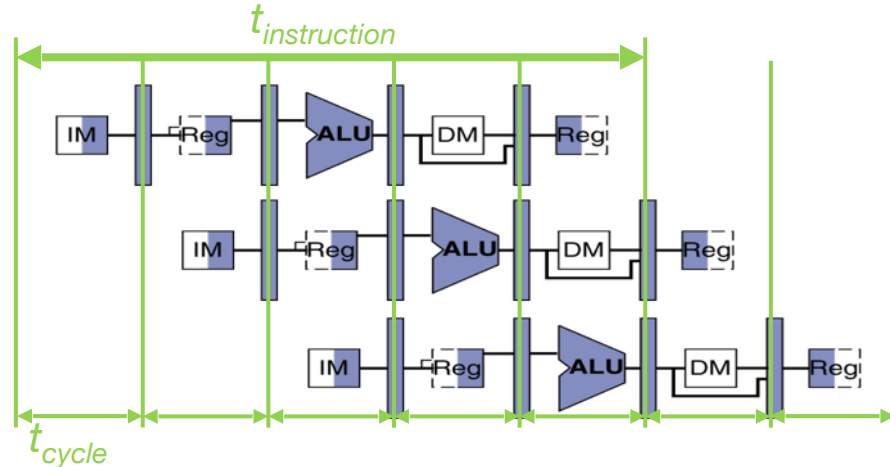 t_instruction
IM Reg ALU DM Reg
IM Reg ALU DM Reg
IM Reg ALU DM Reg
t_cycle